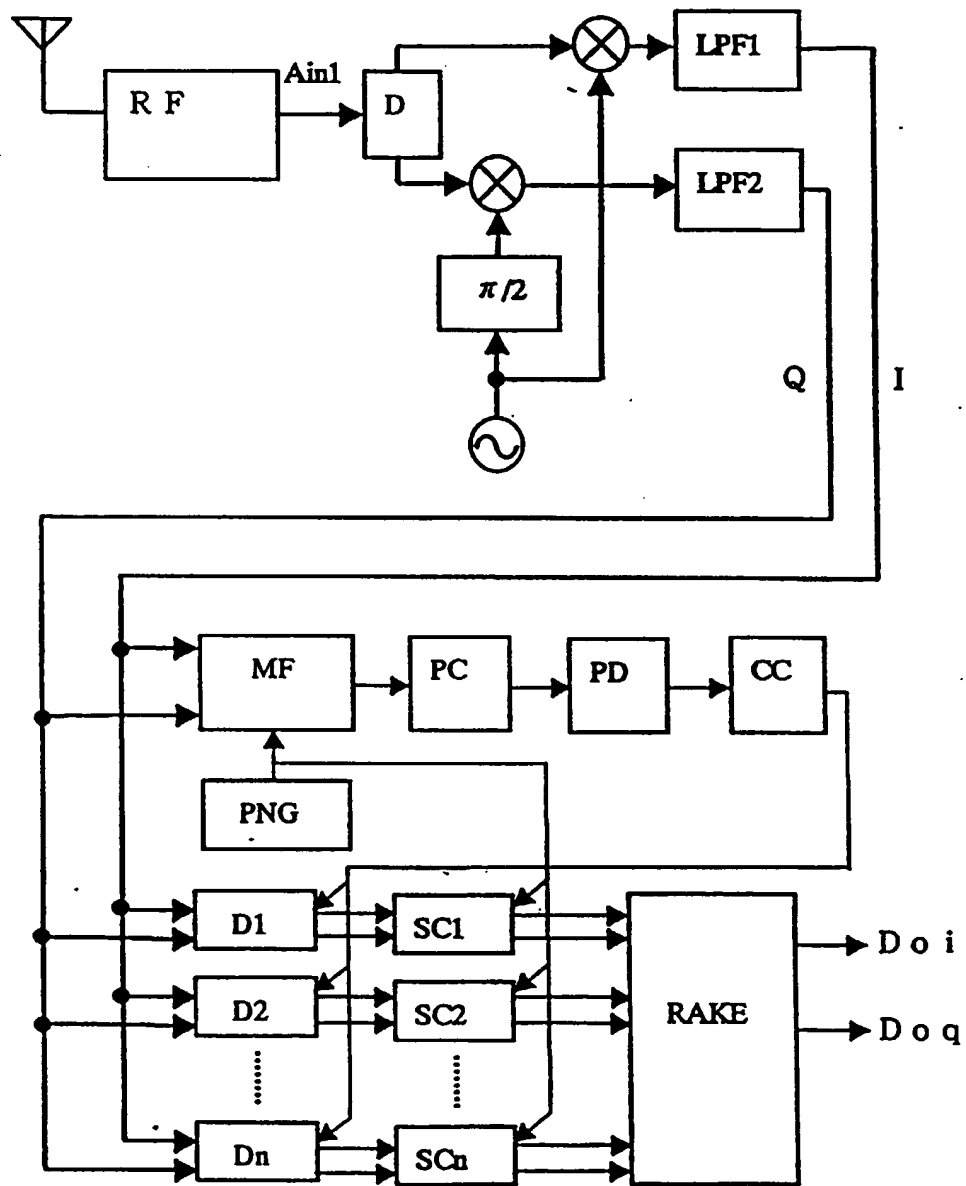 R F
Ain1
D
LPF1
LPF2
π/2
Q
I
MF
PC
PD
CC
PNG
D1
SC1
D2
SC2
RAKE
D o i
D o q
Dn
SCn